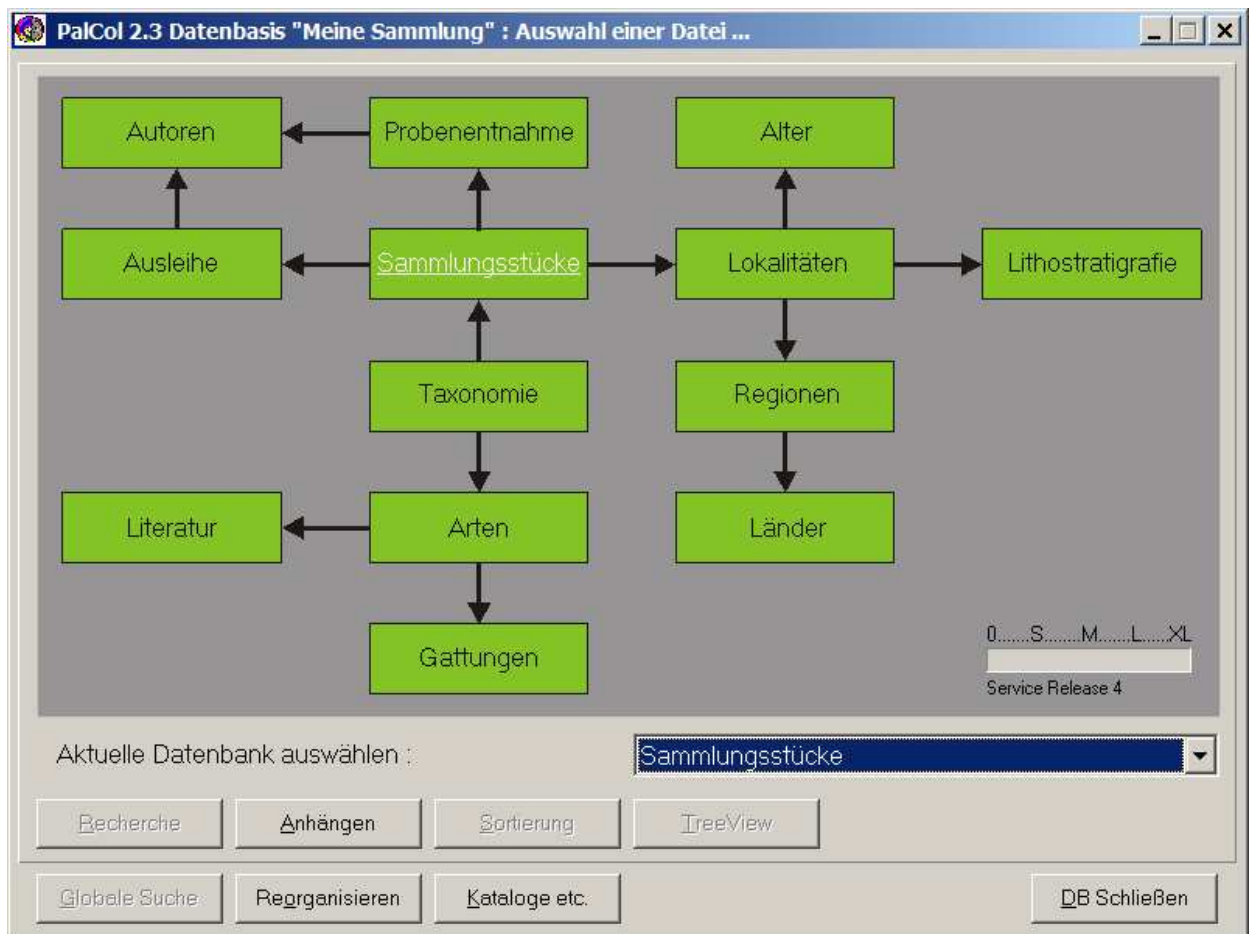 PalCol 2.3 Datenbasis "Meine Sammlung" : Auswahl einer Datei ...
Autoren
Probenentnahme
Alter
Ausleihe
Sammlungsstücke
Lokalitäten
Lithostratigrafie
Taxonomie
Regionen
Literatur
Arten
Länder
Gattungen
0......S.......M......L.....XL
Service Release 4
Aktuelle Datenbank auswählen :
Sammlungsstücke
Recherche
Anhängen
Sortierung
TreeView
Globale Suche
Reorganisieren
Kataloge etc.
DB Schließen